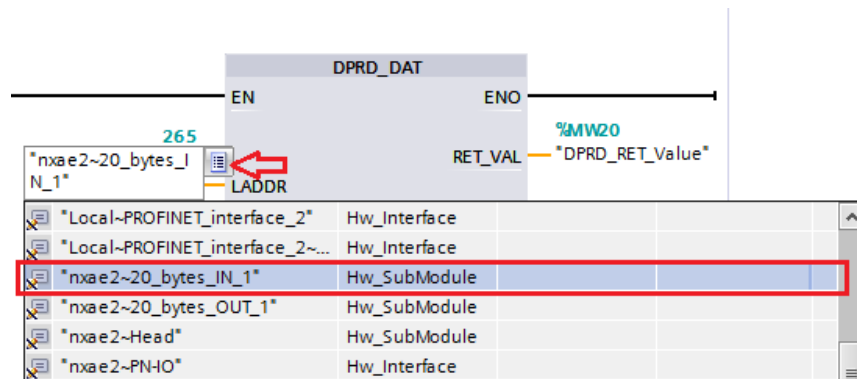 DPRD_DAT
EN ENO
265
%MW20
"nxae2~20_bytes_I
N_1"
RET_VAL "DPRD_RET_Value"
LADDR
"Local~PROFINET_interface_2" Hw_Interface
"Local~PROFINET_interface_2~... Hw_Interface
"nxae2~20_bytes_IN_1" Hw_SubModule
"nxae2~20_bytes_OUT_1" Hw_SubModule
"nxae2~Head" Hw_SubModule
"nxae2~PN-IO" Hw_Interface